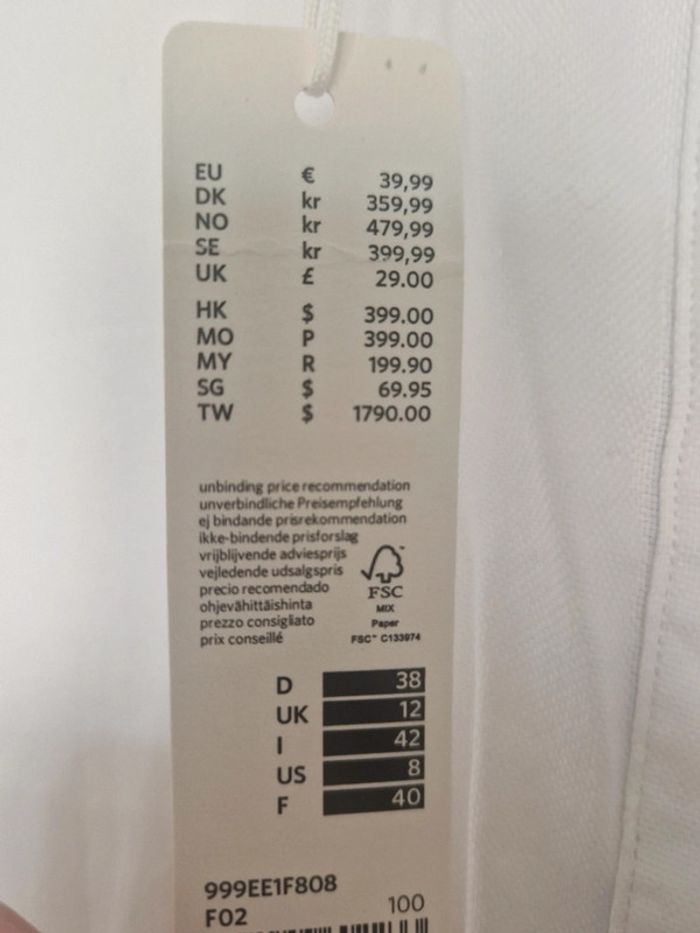 EU € 39,99
DK kr 359,99
NO kr 479,99
SE kr 399,99
UK £ 29.00
HK $ 399.00
MO P 399.00
MY R 199.90
SG $ 69.95
TW $ 1790.00
unbinding price recommendation
unverbindliche Preisempfehlung
ej bindande prisrekommendation
ikke-bindende prisforslag
vrijblijvende adviesprijs
vejledende udsalgspris
precio recomendado
ohjevähittäishinta
prezzo consigliato
prix conseillé
FSC
MIX
Paper
FSC™ C133974
D 38
UK 12
I 42
US 8
F 40
999EE1F808
F02 100